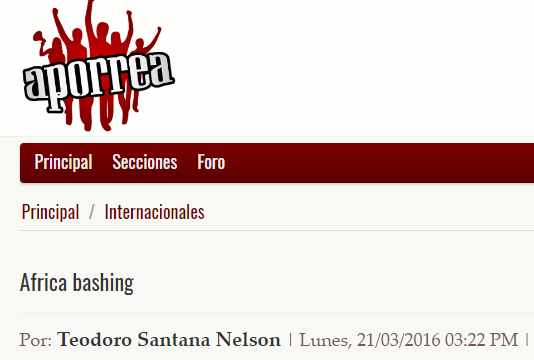 aporrea
Principal Secciones Foro
Principal / Internacionales
Africa bashing
Por: Teodoro Santana Nelson | Lunes, 21/03/2016 03:22 PM |